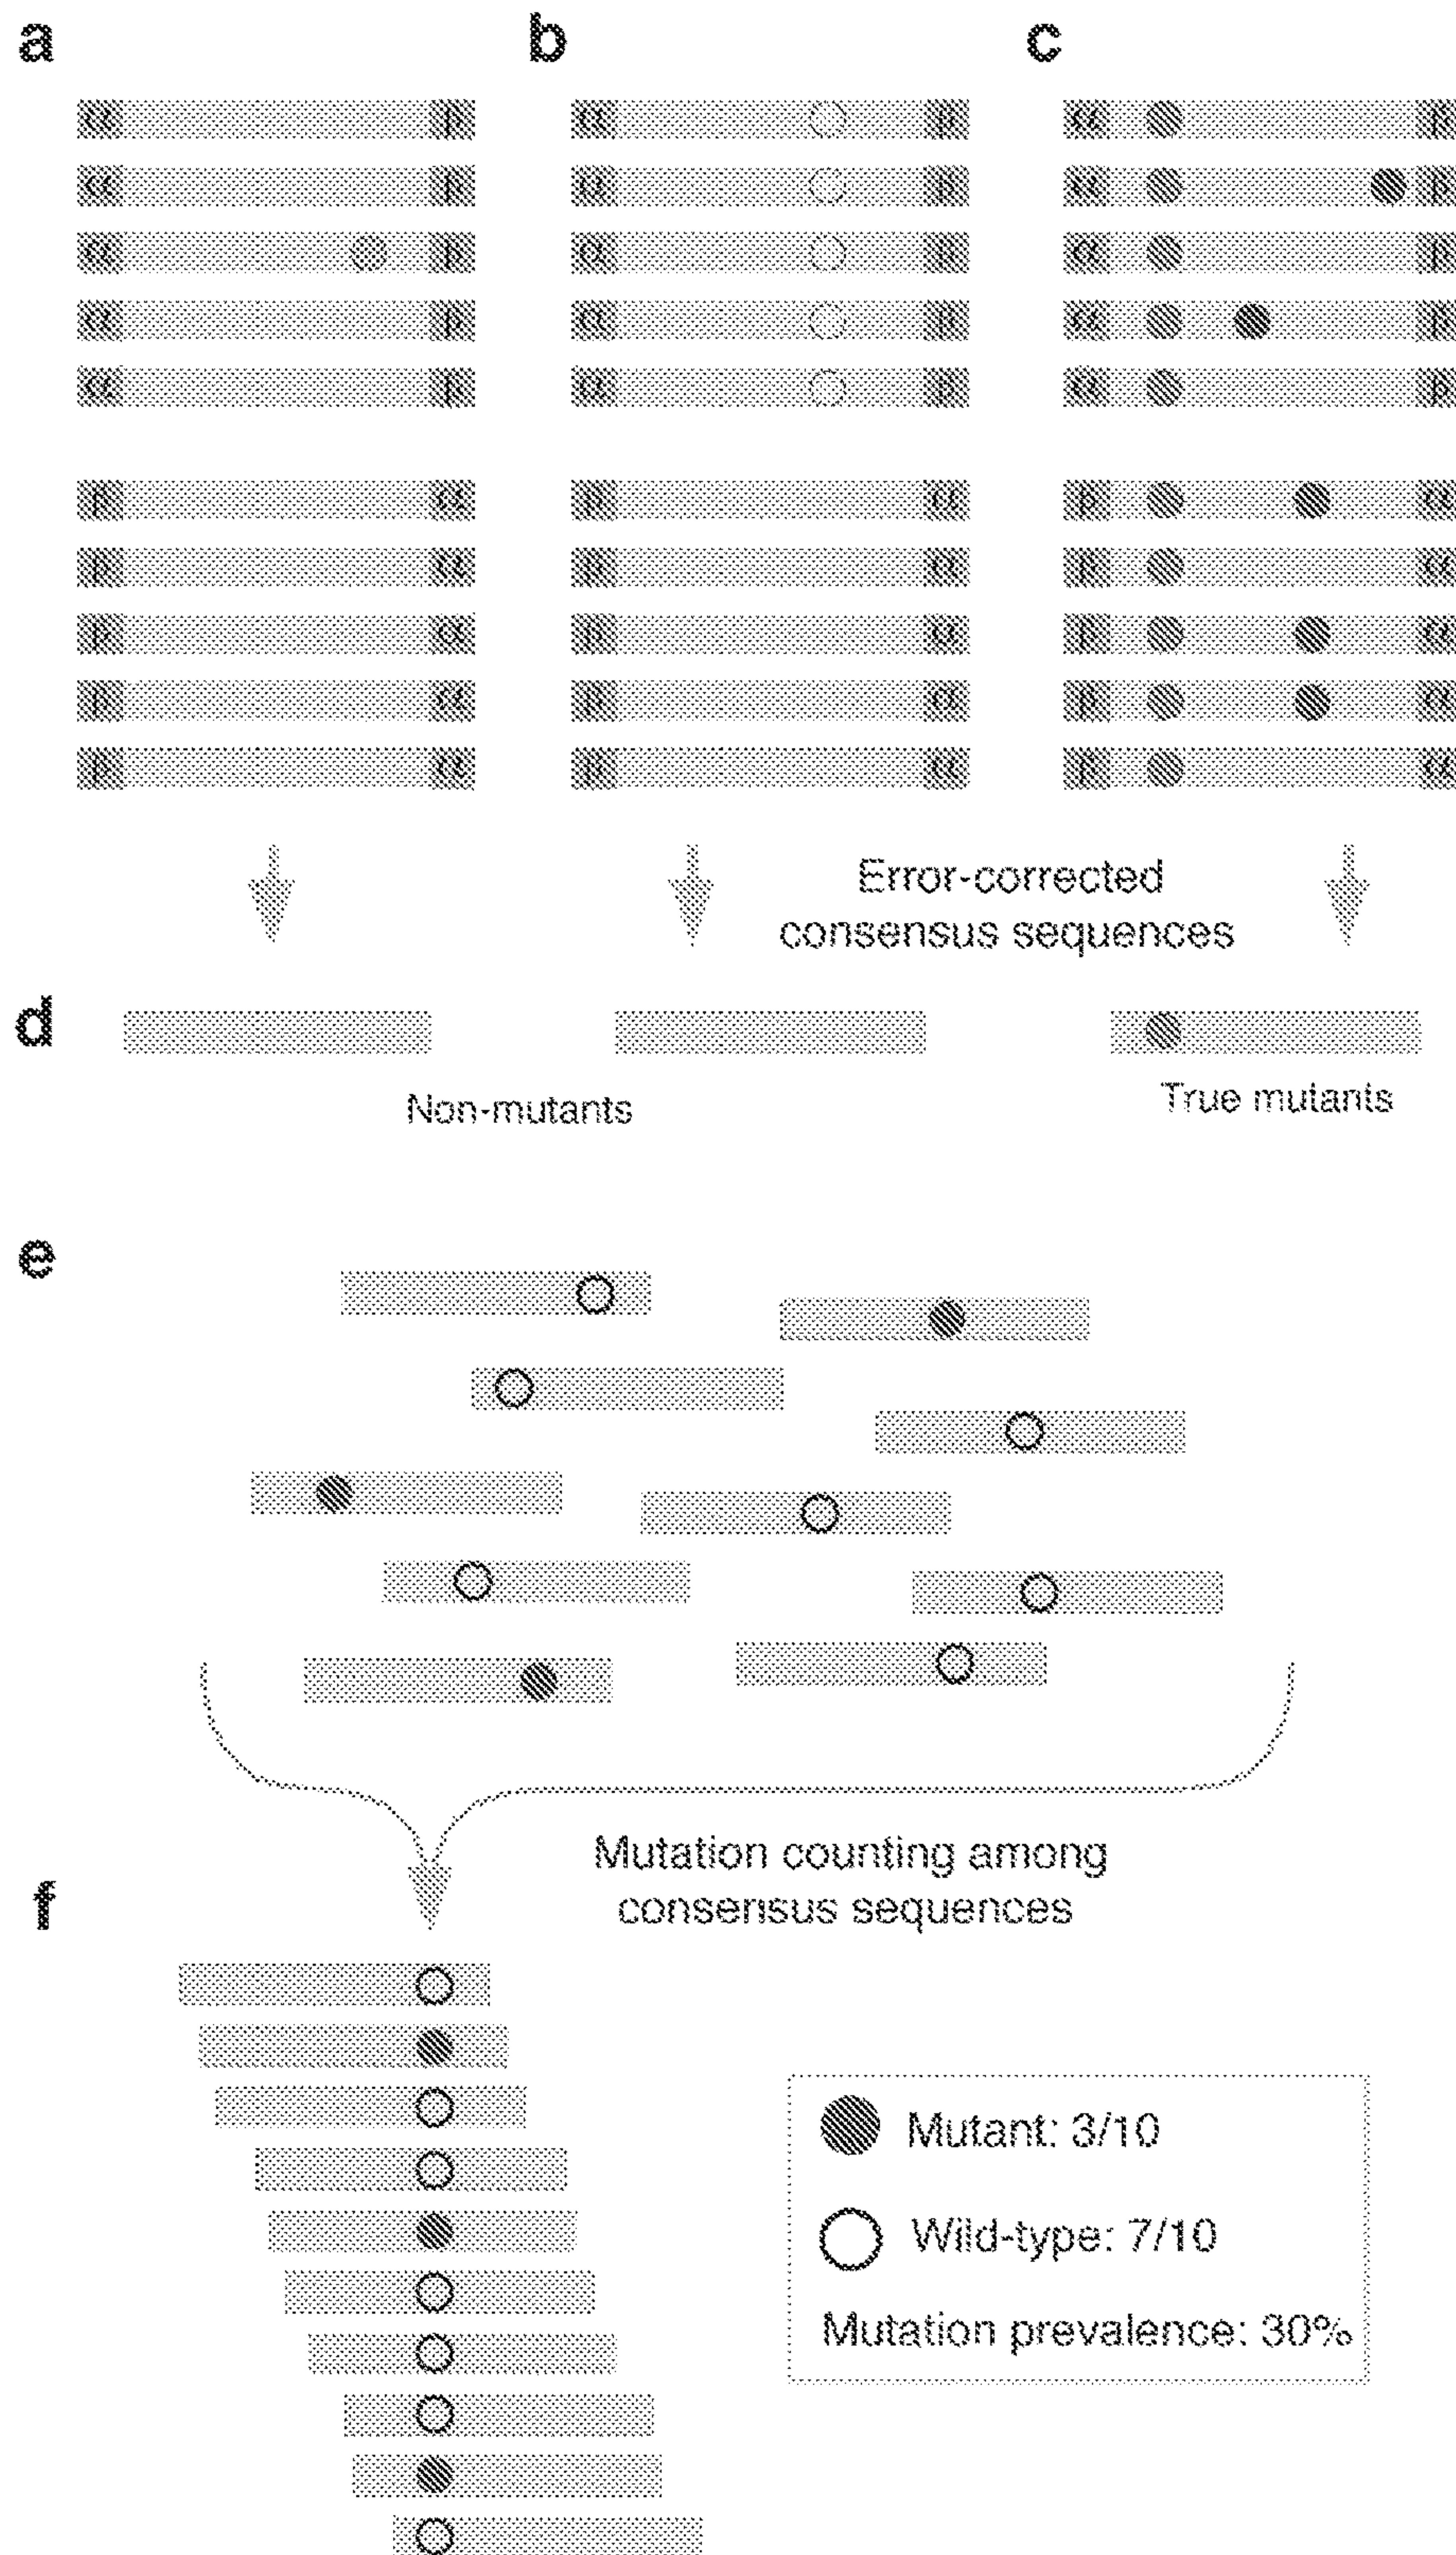 a b c
α β α β α β
α β α β α β
α β α β α β
α β α β α β
α β α β α β
β α β α β α
β α β α β α
β α β α β α
β α β α β α
β α β α β α
Error-corrected
consensus sequences
d
Non-mutants
True mutants
e
Mutation counting among
consensus sequences
f
Mutant: 3/10
Wild-type: 7/10
Mutation prevalence: 30%